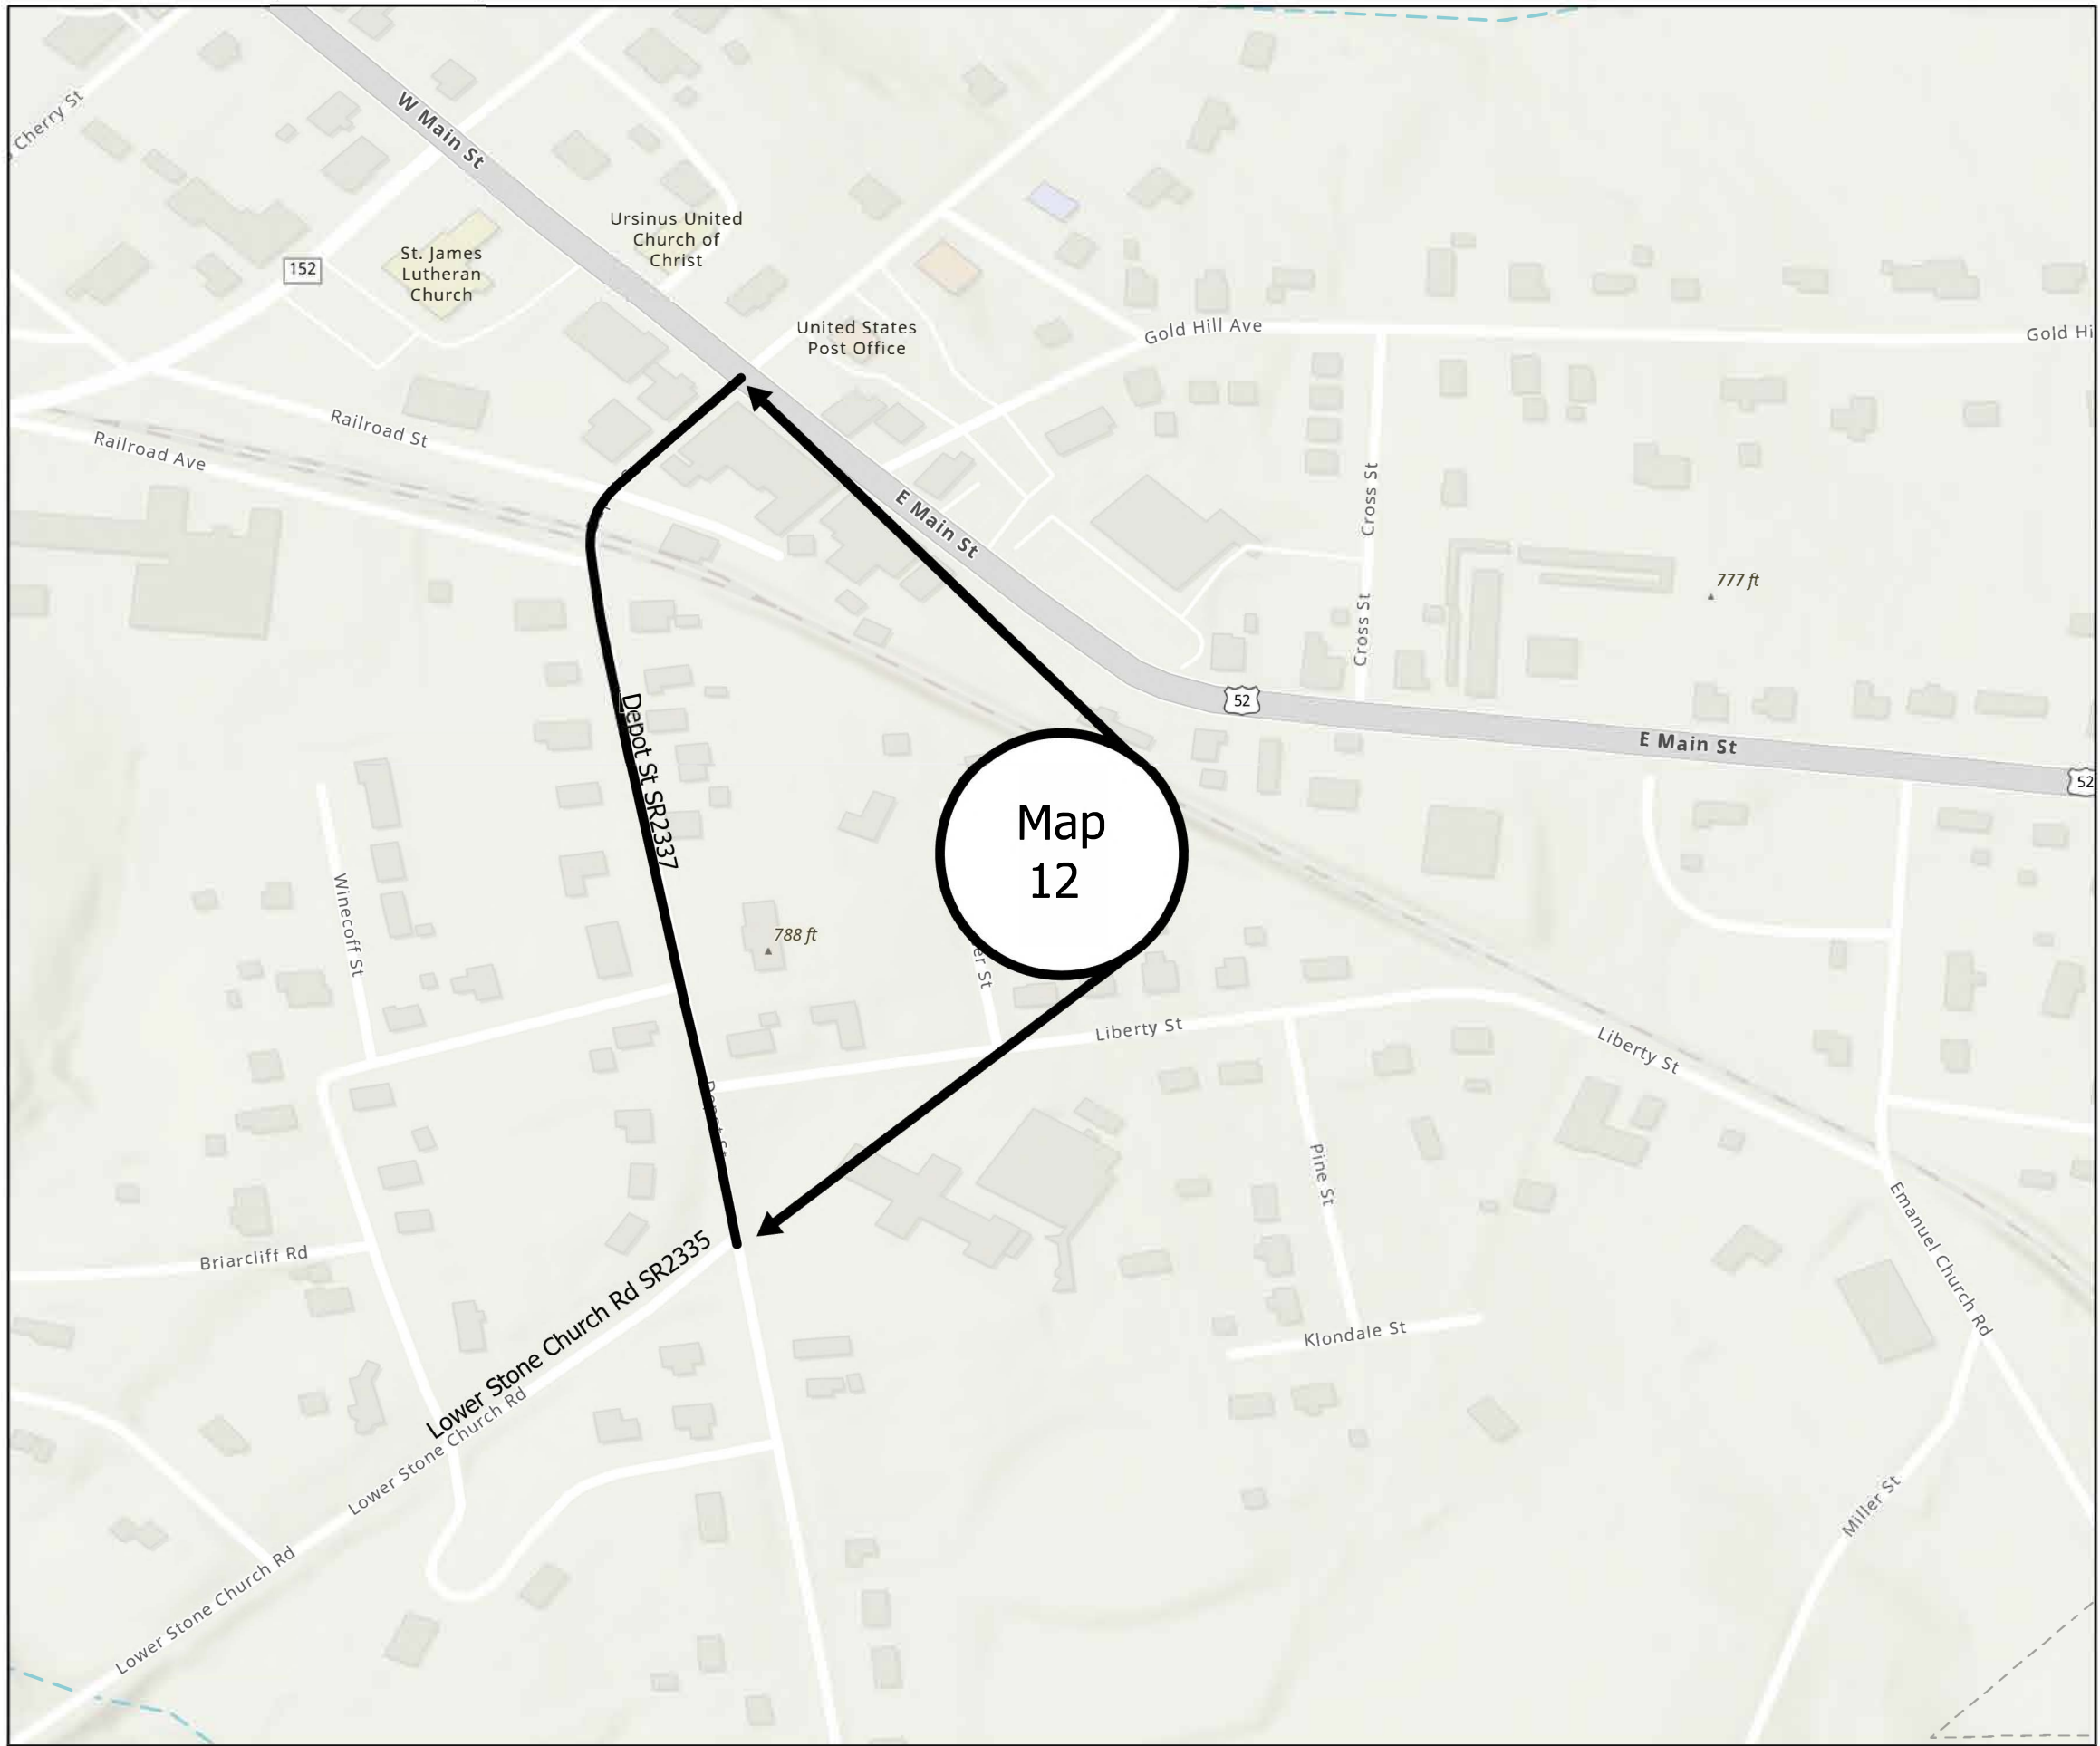 Cherry St
W Main St
Ursinus United
Church of
Christ
St. James
Lutheran
Church
152
United States
Post Office
Gold Hill Ave
Gold Hi
Railroad St
Railroad Ave
E Main St
Cross St
Cross St
777 ft
52
E Main St
52
Depot St SR2337
Map
12
Winecoff St
788 ft
er St
Liberty St
Liberty St
Depot St
Pine St
Emanuel Church Rd
Briarcliff Rd
Lower Stone Church Rd SR2335
Klondale St
Lower Stone Church Rd
Miller St
Lower Stone Church Rd